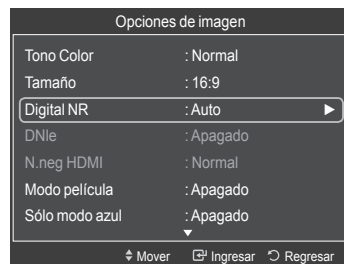 Opciones de imagen
Tono Color : Normal
Tamaño : 16:9
Digital NR : Auto ►
DNIe : Apagado
N.neg HDMI : Normal
Modo película : Apagado
Sólo modo azul : Apagado
▼
Mover Ingresar Regresar